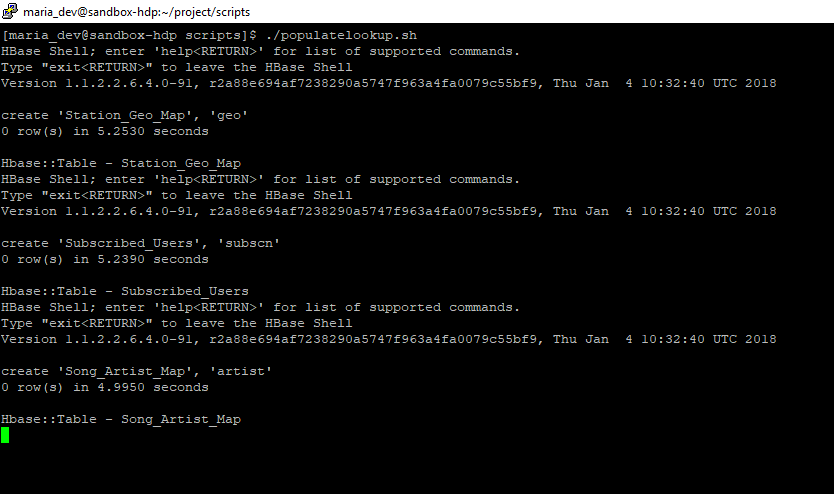 maria_dev@sandbox-hdp:~/project/scripts
[maria_dev@sandbox-hdp scripts]$ ./populatelookup.sh
HBase Shell; enter 'help<RETURN>' for list of supported commands.
Type "exit<RETURN>" to leave the HBase Shell
Version 1.1.2.2.6.4.0-91, r2a88e694af7238290a5747f963a4fa0079c55bf9, Thu Jan  4 10:32:40 UTC 2018
create 'Station_Geo_Map', 'geo'
0 row(s) in 5.2530 seconds
Hbase::Table - Station_Geo_Map
HBase Shell; enter 'help<RETURN>' for list of supported commands.
Type "exit<RETURN>" to leave the HBase Shell
Version 1.1.2.2.6.4.0-91, r2a88e694af7238290a5747f963a4fa0079c55bf9, Thu Jan  4 10:32:40 UTC 2018
create 'Subscribed_Users', 'subscn'
0 row(s) in 5.2390 seconds
Hbase::Table - Subscribed_Users
HBase Shell; enter 'help<RETURN>' for list of supported commands.
Type "exit<RETURN>" to leave the HBase Shell
Version 1.1.2.2.6.4.0-91, r2a88e694af7238290a5747f963a4fa0079c55bf9, Thu Jan  4 10:32:40 UTC 2018
create 'Song_Artist_Map', 'artist'
0 row(s) in 4.9950 seconds
Hbase::Table - Song_Artist_Map